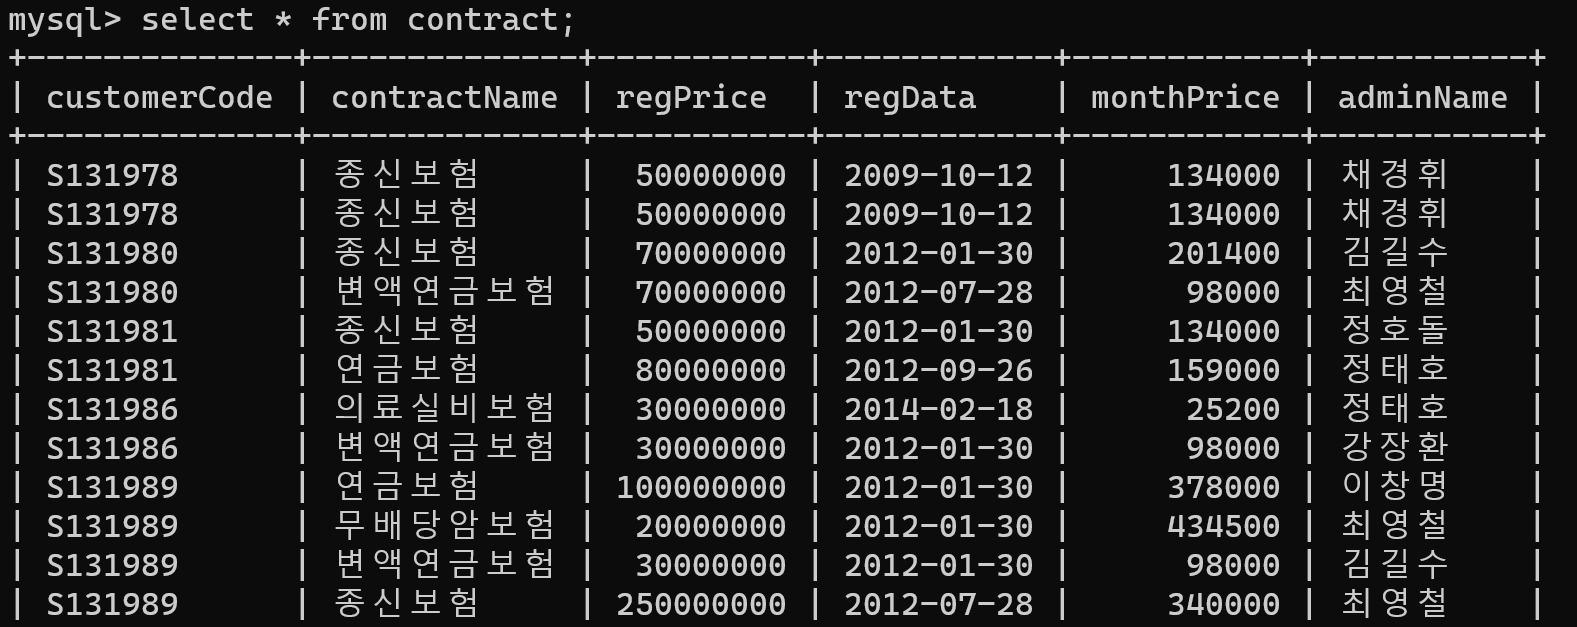 mysql> select * from contract;
+--------------+--------------+-----------+------------+------------+-----------+
| customerCode | contractName | regPrice  | regData    | monthPrice | adminName |
+--------------+--------------+-----------+------------+------------+-----------+
| S131978      | 종신보험     |  50000000 | 2009-10-12 |     134000 | 채경휘    |
| S131978      | 종신보험     |  50000000 | 2009-10-12 |     134000 | 채경휘    |
| S131980      | 종신보험     |  70000000 | 2012-01-30 |     201400 | 김길수    |
| S131980      | 변액연금보험 |  70000000 | 2012-07-28 |      98000 | 최영철    |
| S131981      | 종신보험     |  50000000 | 2012-01-30 |     134000 | 정호돌    |
| S131981      | 연금보험     |  80000000 | 2012-09-26 |     159000 | 정태호    |
| S131986      | 의료실비보험 |  30000000 | 2014-02-18 |      25200 | 정태호    |
| S131986      | 변액연금보험 |  30000000 | 2012-01-30 |      98000 | 강장환    |
| S131989      | 연금보험     | 100000000 | 2012-01-30 |     378000 | 이창명    |
| S131989      | 무배당암보험 |  20000000 | 2012-01-30 |     434500 | 최영철    |
| S131989      | 변액연금보험 |  30000000 | 2012-01-30 |      98000 | 김길수    |
| S131989      | 종신보험     | 250000000 | 2012-07-28 |     340000 | 최영철    |